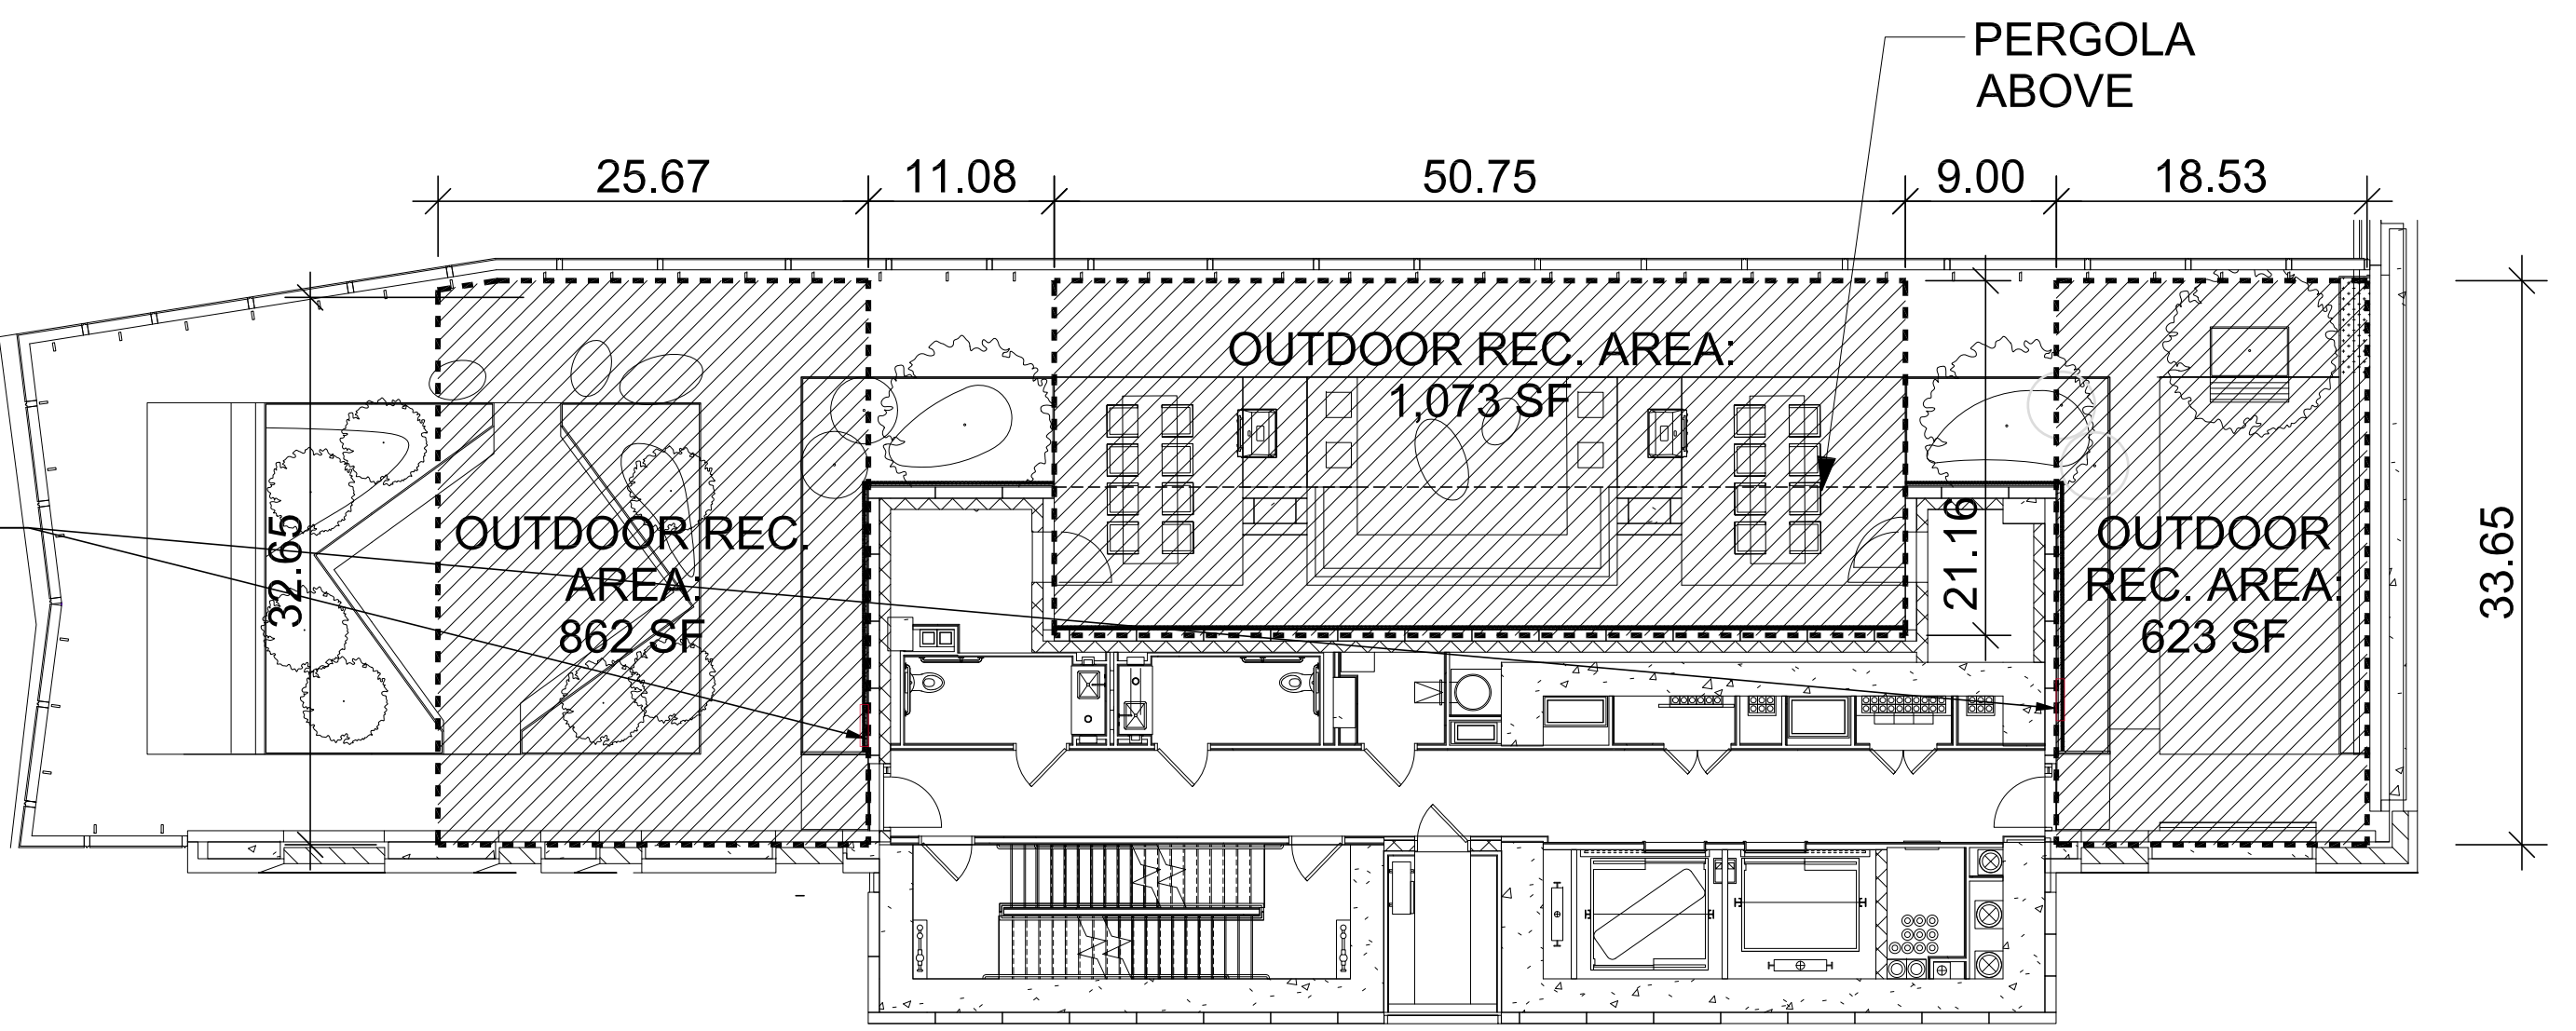 PERGOLA
ABOVE
25.67
11.08
50.75
9.00
18.53
OUTDOOR REC. AREA:
1,073 SF
32.65
OUTDOOR REC.
AREA:
862 SF
21.16
OUTDOOR
REC. AREA:
623 SF
33.65